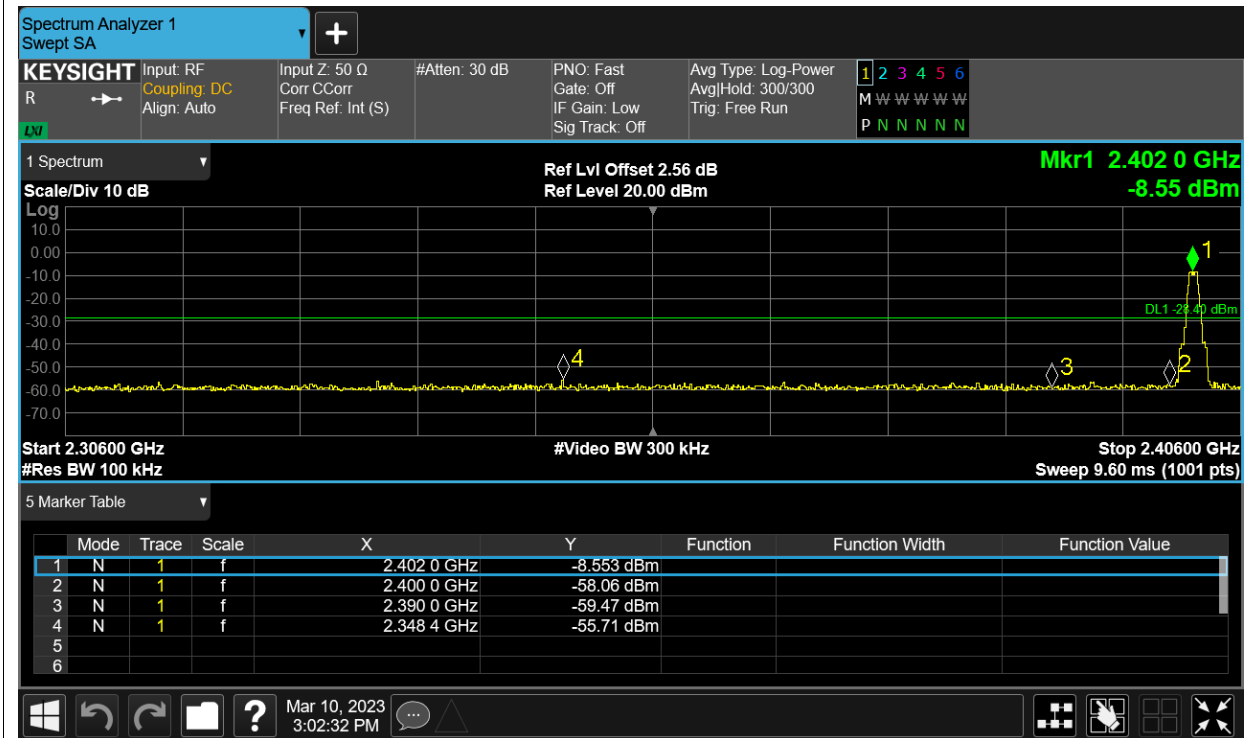 Spectrum Analyzer 1
Swept SA
+
KEYSIGHT Input: RF Input Z: 50 Ω #Atten: 30 dB PNO: Fast Avg Type: Log-Power 1 2 3 4 5 6
R Coupling: DC Corr CCorr Gate: Off Avg|Hold: 300/300 M W W W W W
Align: Auto Freq Ref: Int (S) IF Gain: Low Trig: Free Run
LXI Sig Track: Off P N N N N N N
1 Spectrum Ref Lvl Offset 2.56 dB Mkr1 2.402 0 GHz
Scale/Div 10 dB Ref Level 20.00 dBm -8.55 dBm
Log
10.0
0.00 1
-10.0
-20.0
DL1 -28.40 dBm
-30.0
-40.0
4
-50.0 3 2
-60.0
-70.0
Start 2.30600 GHz #Video BW 300 kHz Stop 2.40600 GHz
#Res BW 100 kHz Sweep 9.60 ms (1001 pts)
5 Marker Table
Mode Trace Scale X Y Function Function Width Function Value
1 N 1 f 2.402 0 GHz -8.553 dBm
2 N 1 f 2.400 0 GHz -58.06 dBm
3 N 1 f 2.390 0 GHz -59.47 dBm
4 N 1 f 2.348 4 GHz -55.71 dBm
5
6
? Mar 10, 2023
3:02:32 PM